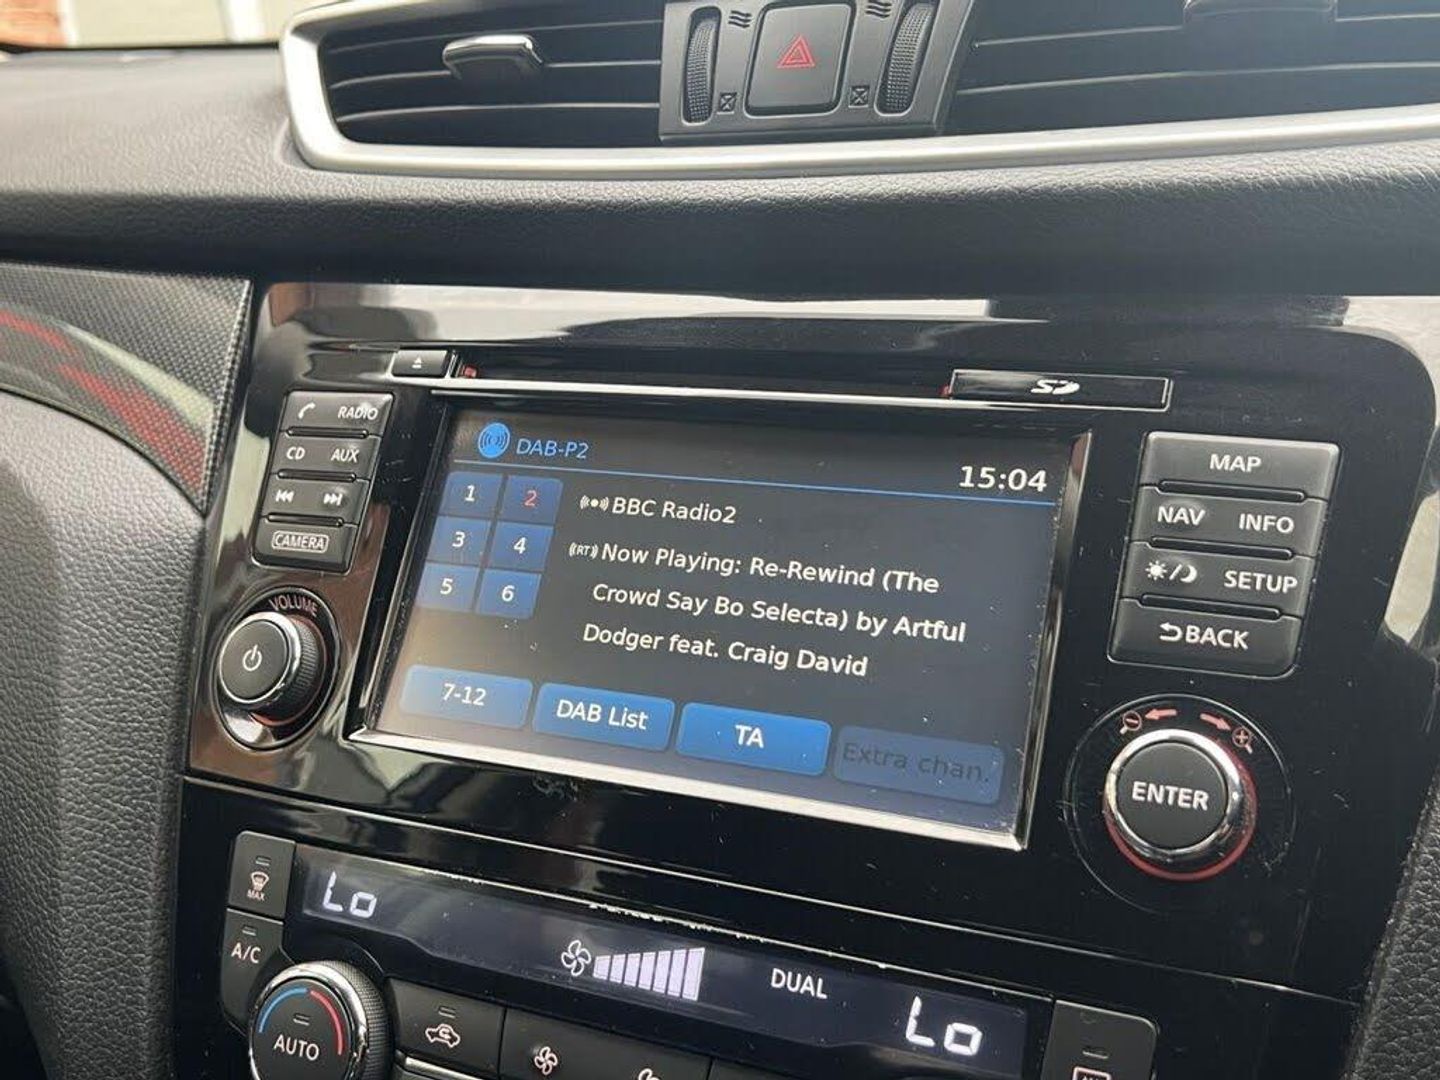 SD
RADIO
CD AUX
CAMERA
VOLUME
DAB-P2
15:04
1 2
BBC Radio2
3 4
(RT) Now Playing: Re-Rewind (The
Crowd Say Bo Selecta) by Artful
Dodger feat. Craig David
5 6
7-12
DAB List
TA
Extra chan.
MAP
NAV INFO
SETUP
BACK
ENTER
MAX
Lo
A/C
DUAL
Lo
AUTO